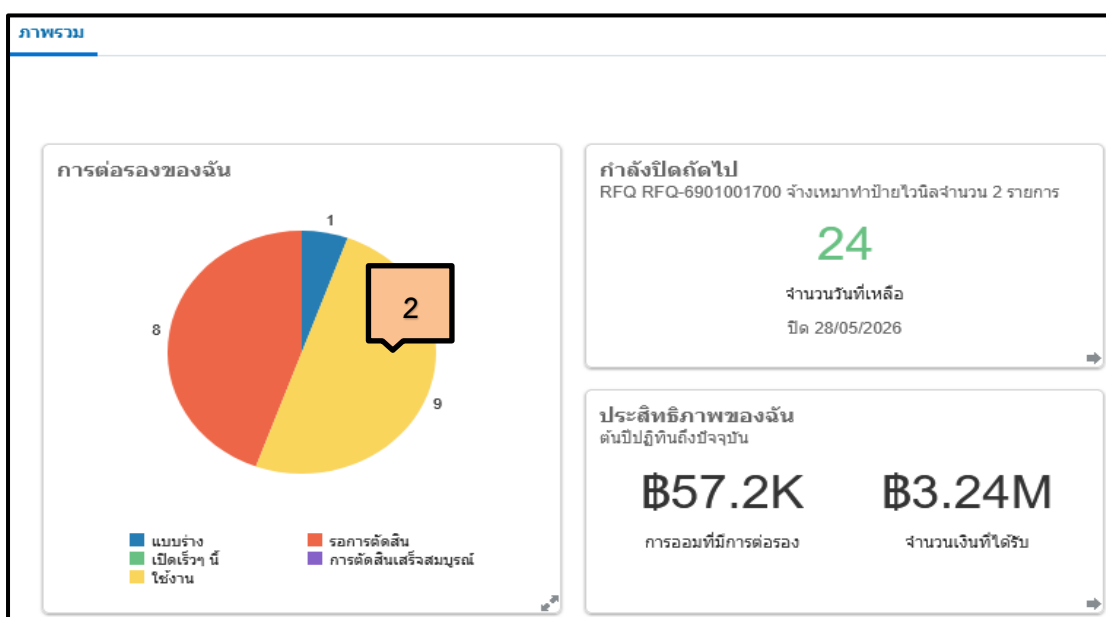 ภาพรวม
การต่อรองของฉัน
1
2
8
9
แบบร่าง
เปิดเร็วๆ นี้
ใช้งาน
รอการตัดสิน
การตัดสินเสร็จสมบูรณ์
กำลังปิดถัดไป
RFQ RFQ-6901001700 จ้างเหมาทำป้ายไวนิลจำนวน 2 รายการ
24
จำนวนวันที่เหลือ
ปิด 28/05/2026
ประสิทธิภาพของฉัน
ต้นปีปฏิทินถึงปัจจุบัน
฿57.2K
การออมที่มีการต่อรอง
฿3.24M
จำนวนเงินที่ได้รับ